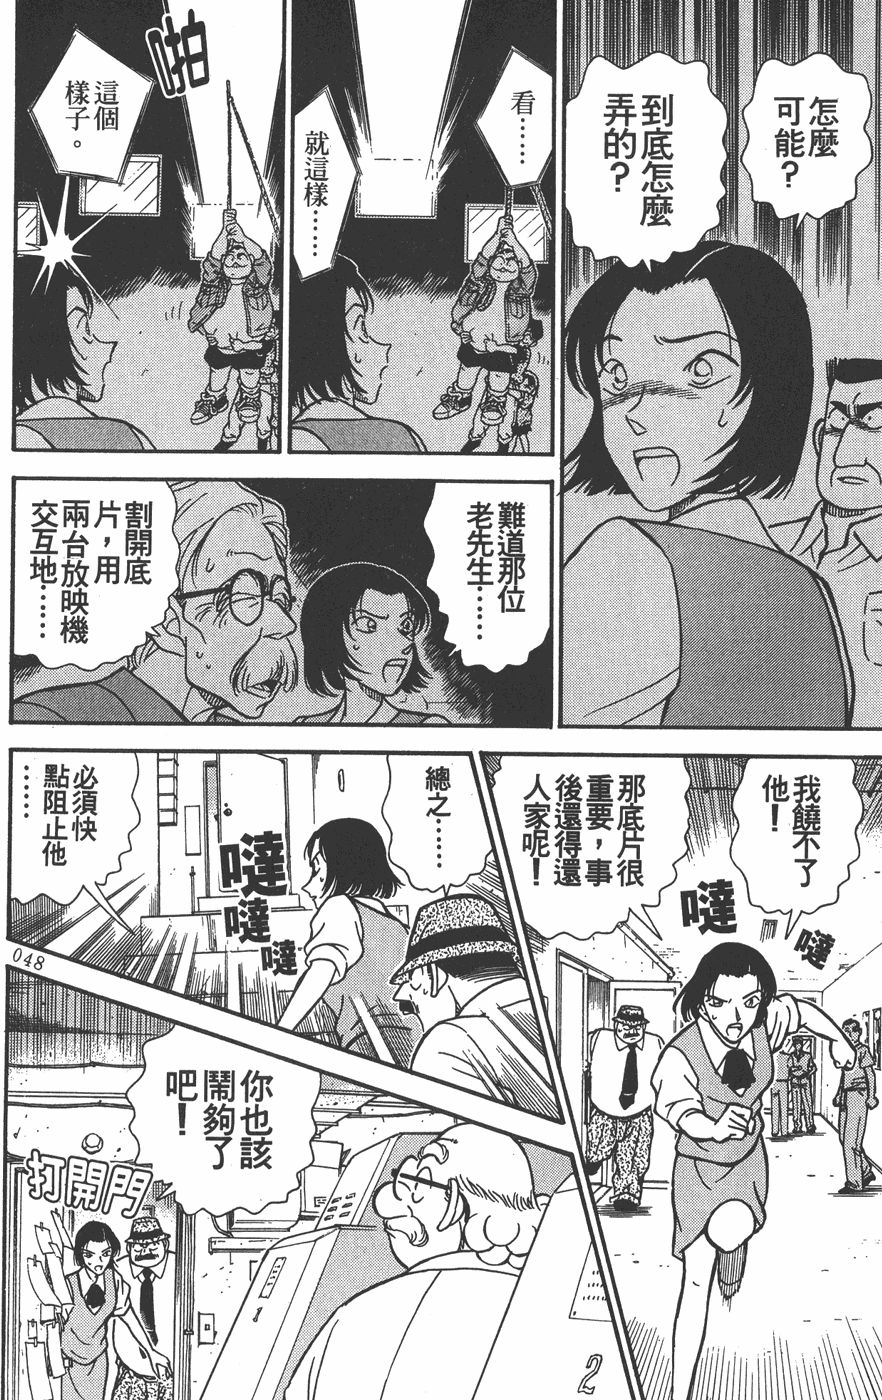 怎麼
可能？
到底怎麼
弄的？
看……
就這樣……
啪
這個
樣子。
難道那位
老先生……
割開底
片，用
兩台放映機
交互地……
我饒不了
他！
那底片很
重要，事
後還得還
人家呢！
噠
噠
總之……
必須快
點阻止他
……
噠
噠
噠
048
你也該
鬧夠了
吧！
打開門
1
2